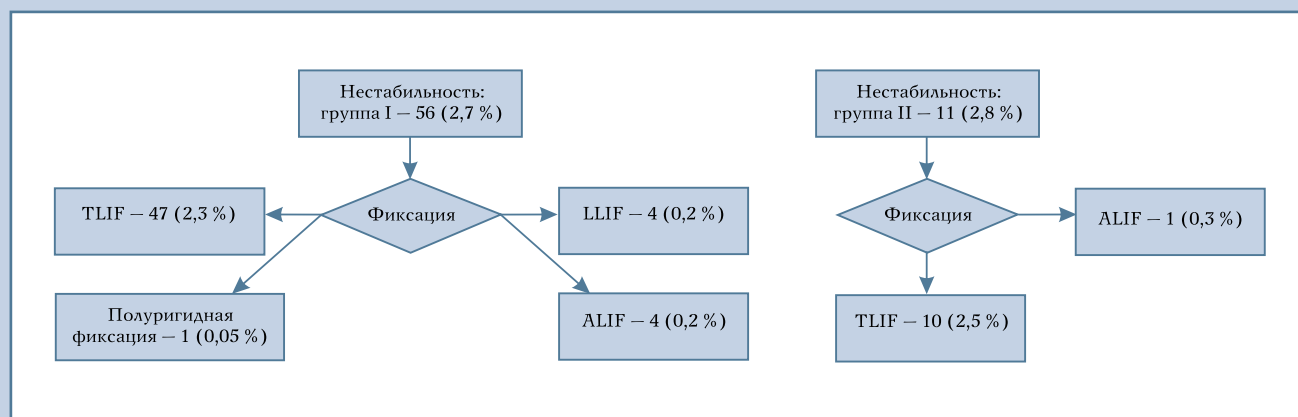 Нестабильность:
группа I – 56 (2,7 %)
Фиксация
TLIF – 47 (2,3 %)
LLIF – 4 (0,2 %)
Полуригидная
фиксация – 1 (0,05 %)
ALIF – 4 (0,2 %)
Нестабильность:
группа II – 11 (2,8 %)
Фиксация
ALIF – 1 (0,3 %)
TLIF – 10 (2,5 %)